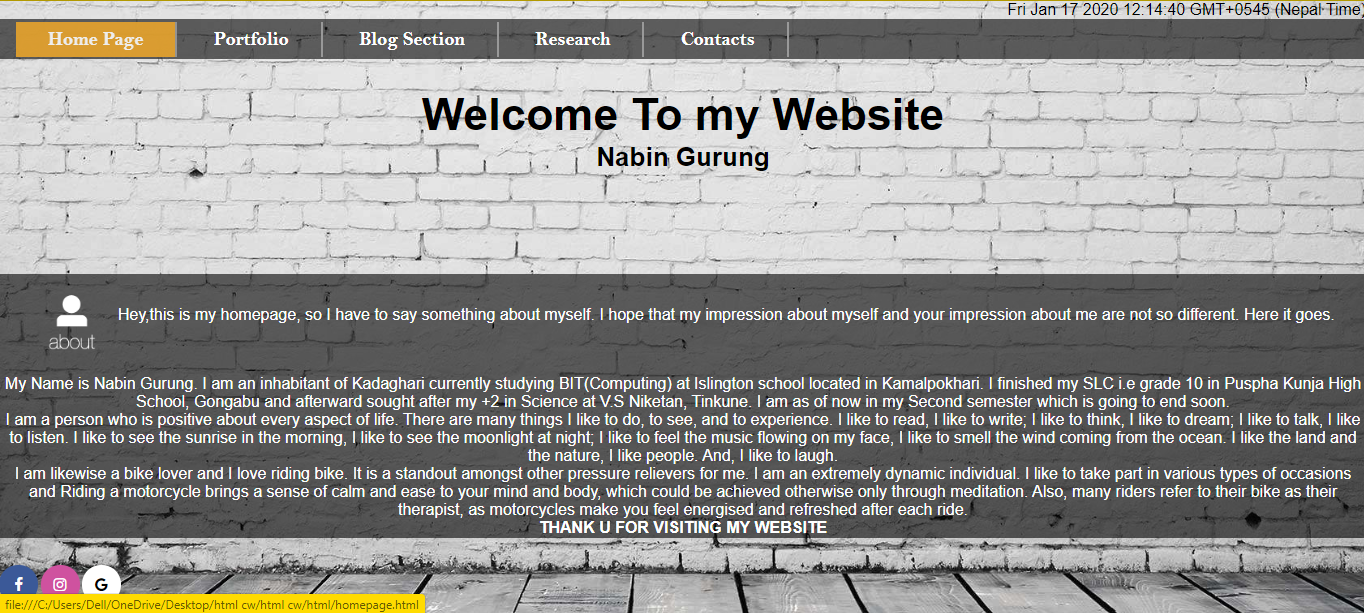 Fri Jan 17 2020 12:14:40 GMT+0545 (Nepal Time)
Home Page Portfolio Blog Section Research Contacts
Welcome To my Website
Nabin Gurung
Hey,this is my homepage, so I have to say something about myself. I hope that my impression about myself and your impression about me are not so different. Here it goes.
about
My Name is Nabin Gurung. I am an inhabitant of Kadaghari currently studying BIT(Computing) at Islington school located in Kamalpokhari. I finished my SLC i.e grade 10 in Puspha Kunja High
School, Gongabu and afterward sought after my +2 in Science at V.S Niketan, Tinkune. I am as of now in my Second semester which is going to end soon.
I am a person who is positive about every aspect of life. There are many things I like to do, to see, and to experience. I like to read, I like to write; I like to think, I like to dream; I like to talk, I like
to listen. I like to see the sunrise in the morning, I like to see the moonlight at night; I like to feel the music flowing on my face, I like to smell the wind coming from the ocean. I like the land and
the nature, I like people. And, I like to laugh.
I am likewise a bike lover and I love riding bike. It is a standout amongst other pressure relievers for me. I am an extremely dynamic individual. I like to take part in various types of occasions
and Riding a motorcycle brings a sense of calm and ease to your mind and body, which could be achieved otherwise only through meditation. Also, many riders refer to their bike as their
therapist, as motorcycles make you feel energised and refreshed after each ride.
THANK U FOR VISITING MY WEBSITE
f G
file:///C:/Users/Dell/OneDrive/Desktop/html cw/html cw/html/homepage.html